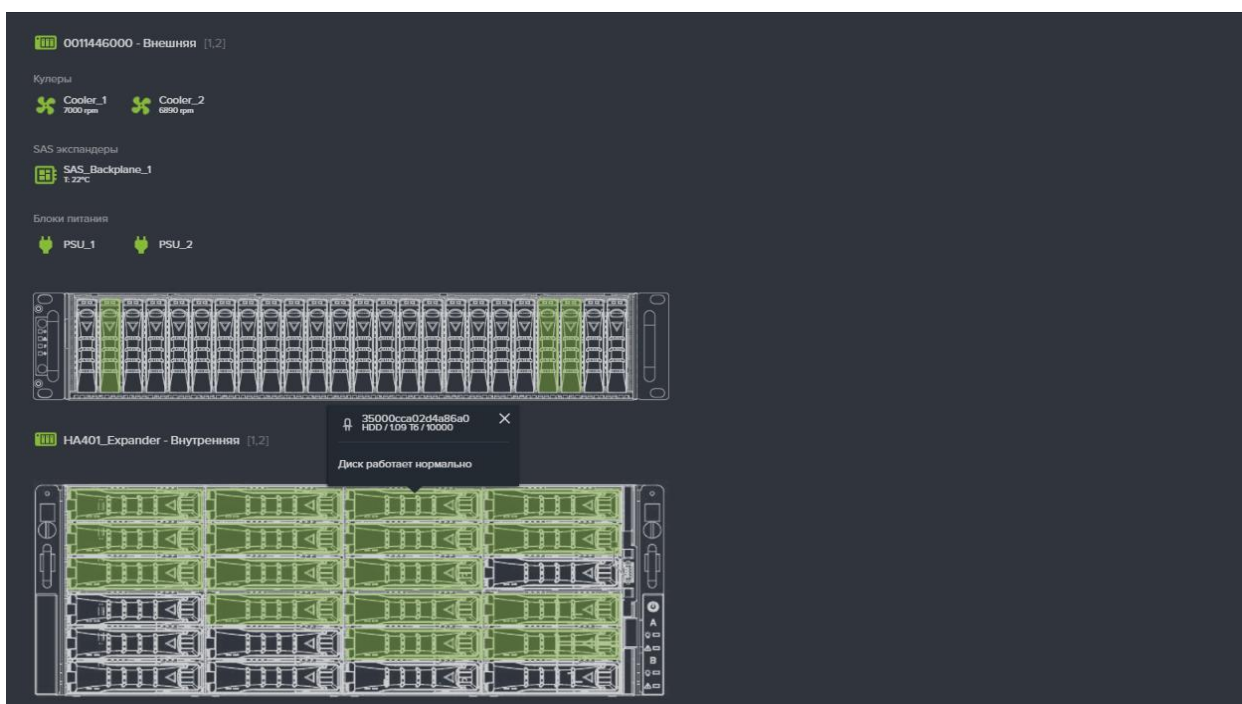 0011446000 - Внешняя [1,2]
Кулеры
Cooler_1 Cooler_2
7000 rpm 6890 rpm
SAS экспандеры
SAS_Backplane_1
T: 22°C
Блоки питания
PSU_1 PSU_2
35000cca02d4a86a0
HDD / 1.09 Тб / 10000
Диск работает нормально
HA401_Expander - Внутренняя [1,2]
A
B